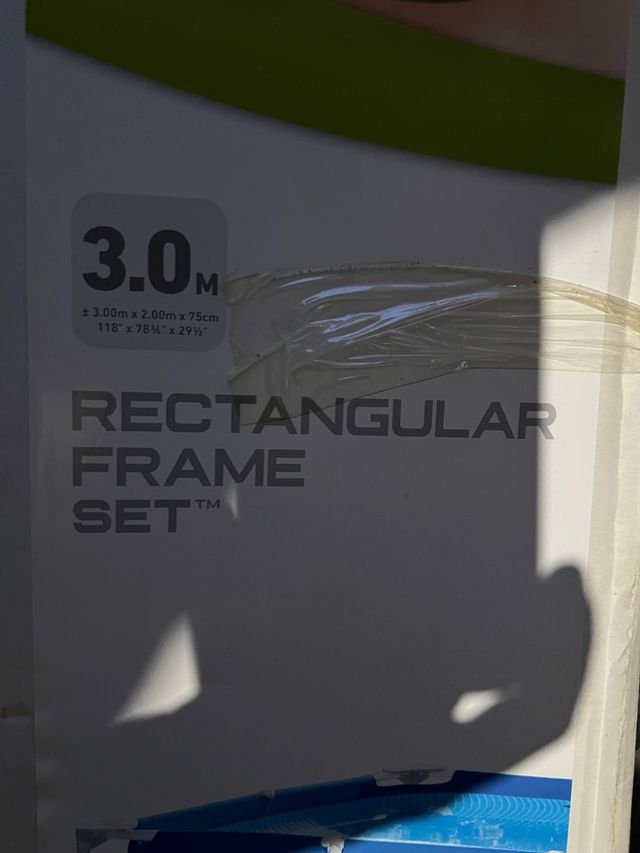 3.0M
± 3.00m x 2.00m x 75cm
118" x 78¾" x 29½"
RECTANGULAR
FRAME
SET™